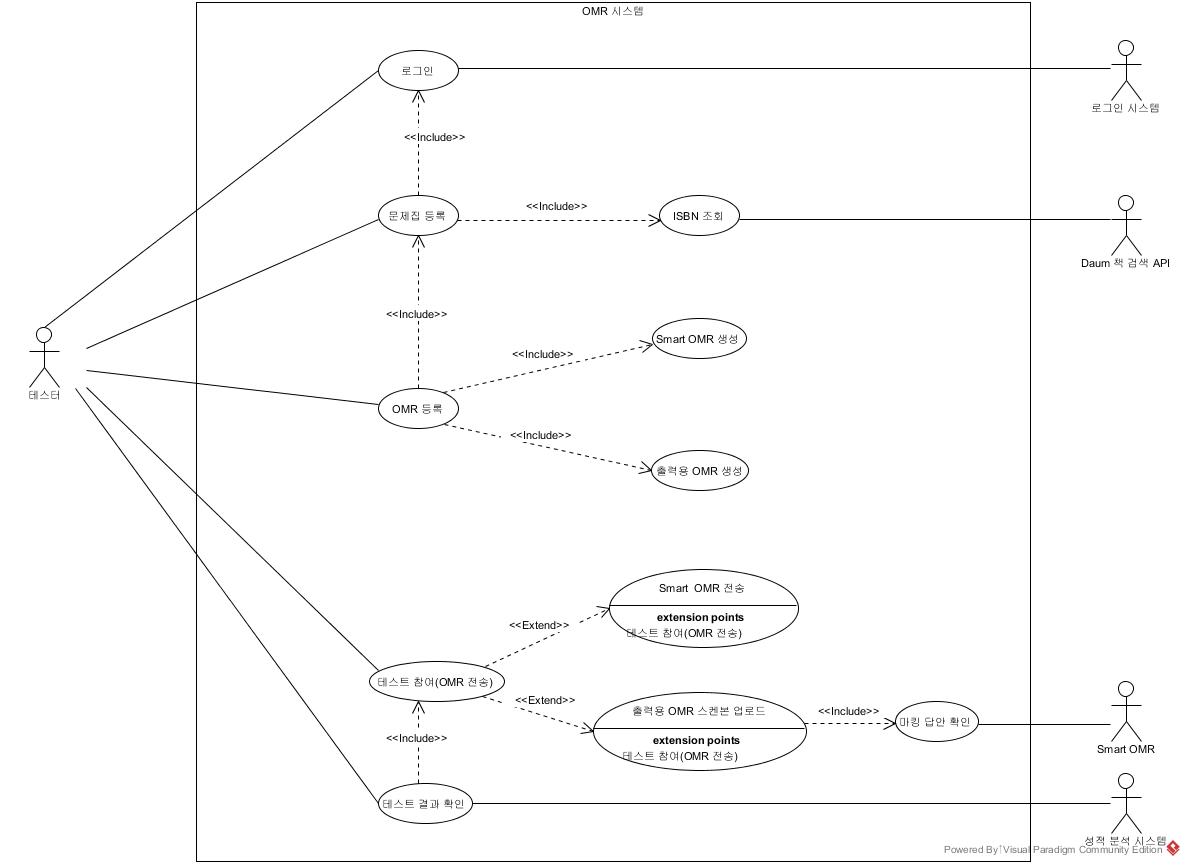 OMR 시스템
로그인
로그인 시스템
<<Include>>
문제집 등록
<<Include>>
ISBN 조회
Daum 책 검색 API
<<Include>>
Smart OMR 생성
<<Include>>
테스터
OMR 등록
<<Include>>
출력용 OMR 생성
Smart OMR 전송
extension points
테스트 참여(OMR 전송)
<<Extend>>
테스트 참여(OMR 전송)
<<Extend>>
출력용 OMR 스켄본 업로드
extension points
테스트 참여(OMR 전송)
<<Include>>
마킹 답안 확인
Smart OMR
<<Include>>
테스트 결과 확인
성적 분석 시스템
Powered By Visual Paradigm Community Edition